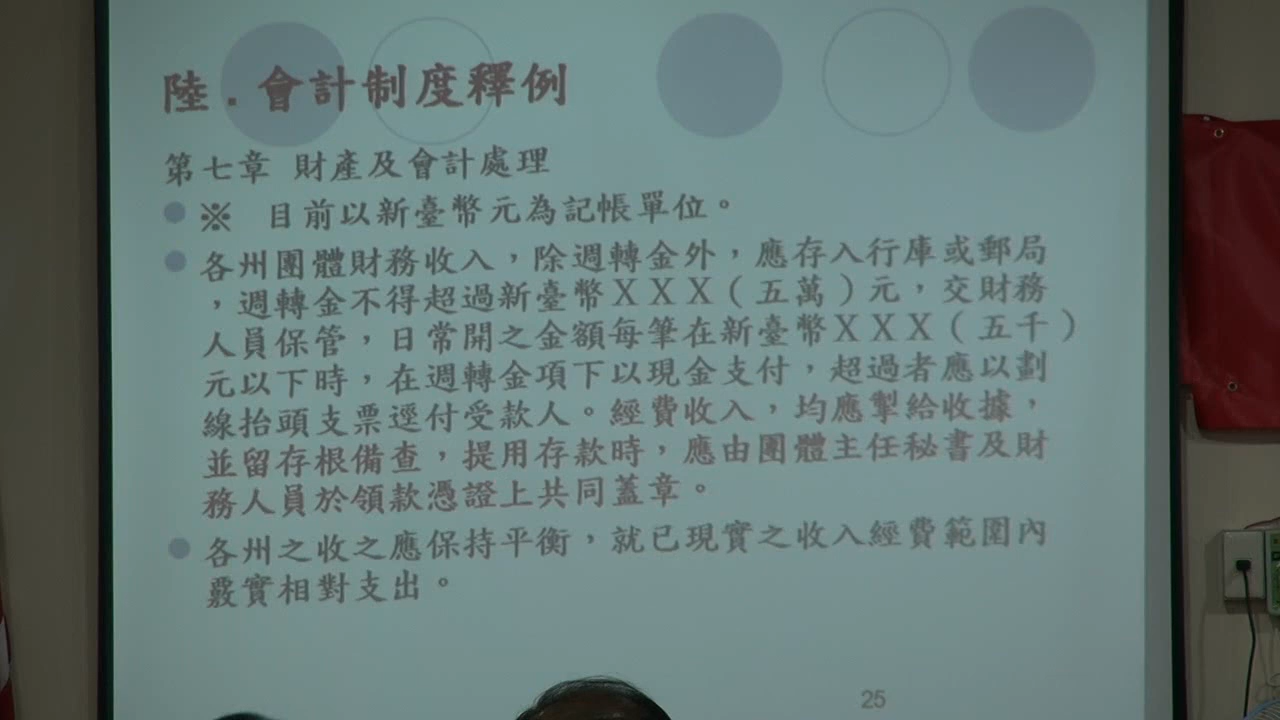 陸．會計制度釋例
第七章 財產及會計處理
※ 目前以新臺幣元為記帳單位。
各州團體財務收入，除週轉金外，應存入行庫或郵局
，週轉金不得超過新臺幣ＸＸＸ（五萬）元，交財務
人員保管，日常開之金額每筆在新臺幣ＸＸＸ（五千）
元以下時，在週轉金項下以現金支付，超過者應以劃
線抬頭支票逕付受款人。經費收入，均應掣給收據，
並留存根備查，提用存款時，應由團體主任秘書及財
務人員於領款憑證上共同蓋章。
各州之收之應保持平衡，就已現實之收入經費範圍內
覈實相對支出。
25